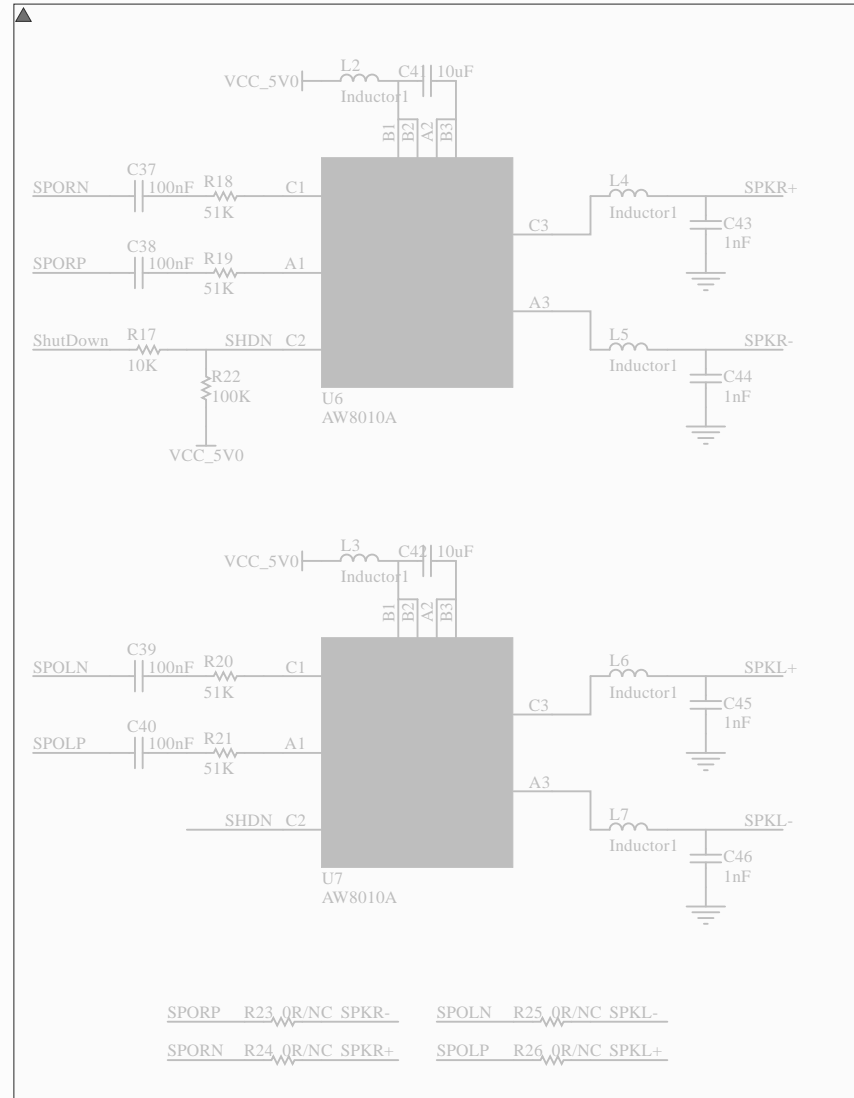 L2 C41 10uF
VCC_5V0
Inductor1
B1 B2 A2 B3
C37
SPORN 100nF R18 C1 L4 SPKR+
51K Inductor1
C43
C3 1nF
C38
SPORP 100nF R19 A1
51K
A3
ShutDown R17 SHDN C2 L5 SPKR-
10K Inductor1
R22 C44
100K 1nF
U6
AW8010A
VCC_5V0
L3 C42 10uF
VCC_5V0
Inductor1
B1 B2 A2 B3
C39
SPOLN 100nF R20 C1 L6 SPKL+
51K Inductor1
C45
C3 1nF
C40
SPOLP 100nF R21 A1
51K
A3
SHDN C2 L7 SPKL-
Inductor1
C46
1nF
U7
AW8010A
SPORP R23 0R/NC SPKR- SPOLN R25 0R/NC SPKL-
SPORN R24 0R/NC SPKR+ SPOLP R26 0R/NC SPKL+